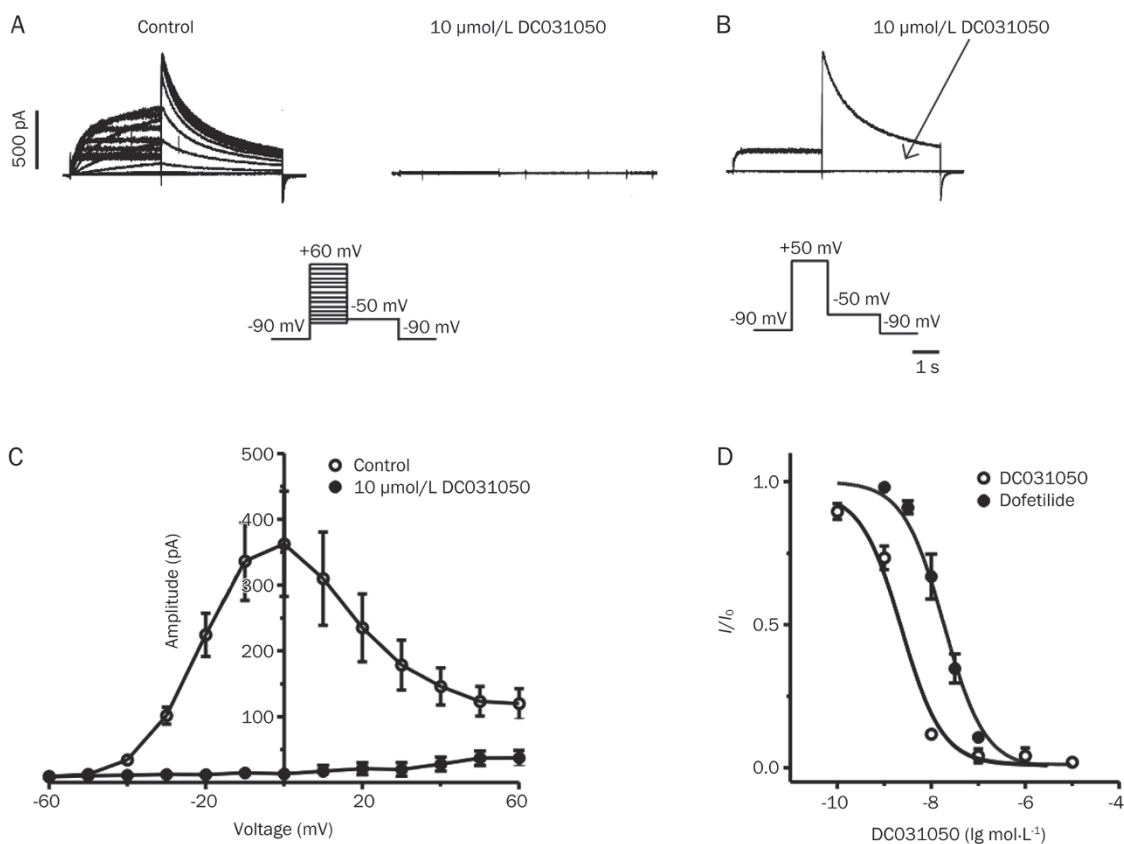 A
Control
10 μmol/L DC031050
500 pA
+60 mV
-90 mV
-50 mV
-90 mV
B
10 μmol/L DC031050
+50 mV
-90 mV
-50 mV
-90 mV
1 s
C
500
400
300
200
100
Amplitude (pA)
Control
10 μmol/L DC031050
-60
-20
20
60
Voltage (mV)
D
1.0
0.5
0.0
I/I₀
DC031050
Dofetilide
-10
-8
-6
-4
DC031050 (lg mol·L⁻¹)